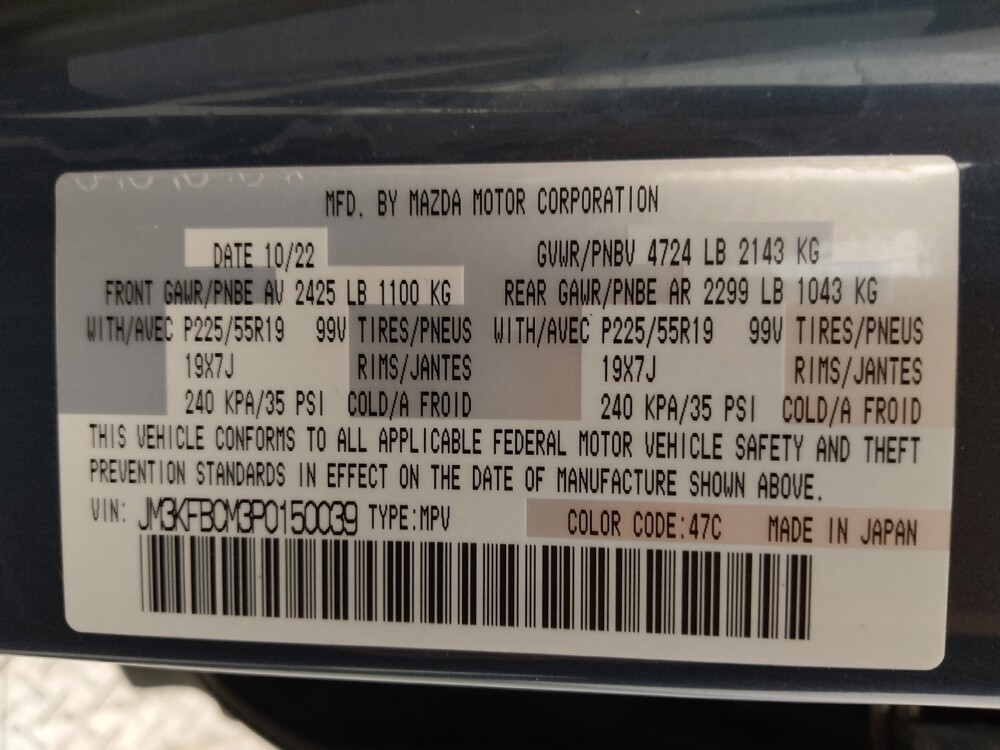 MFD. BY MAZDA MOTOR CORPORATION
DATE 10/22 GVWR/PNBV 4724 LB 2143 KG
FRONT GAWR/PNBE AV 2425 LB 1100 KG REAR GAWR/PNBE AR 2299 LB 1043 KG
WITH/AVEC P225/55R19 99V TIRES/PNEUS WITH/AVEC P225/55R19 99V TIRES/PNEUS
19X7J RIMS/JANTES 19X7J RIMS/JANTES
240 KPA/35 PSI COLD/A FROID 240 KPA/35 PSI COLD/A FROID
THIS VEHICLE CONFORMS TO ALL APPLICABLE FEDERAL MOTOR VEHICLE SAFETY AND THEFT
PREVENTION STANDARDS IN EFFECT ON THE DATE OF MANUFACTURE SHOWN ABOVE.
VIN: JM3KFBCM3P0150039 TYPE:MPV COLOR CODE:47C MADE IN JAPAN